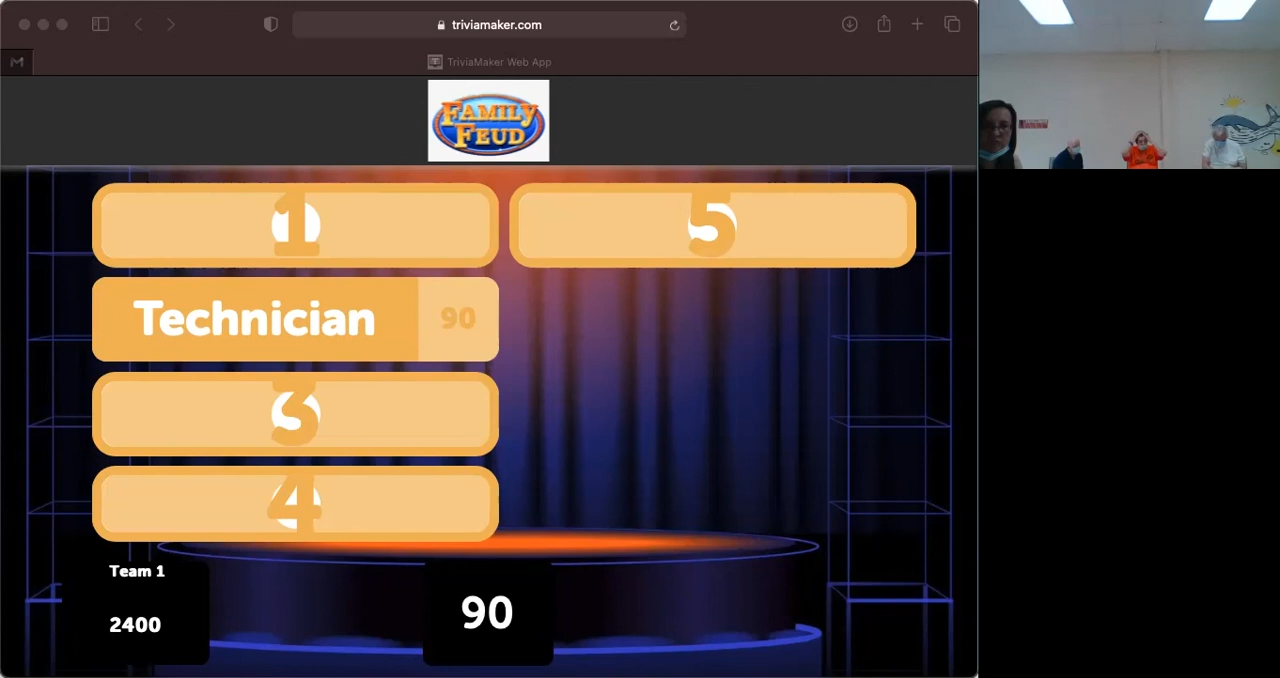 triviamaker.com
TriviaMaker Web App
FAMILY
FEUD
1
5
Technician 90
3
4
Team 1
2400
90